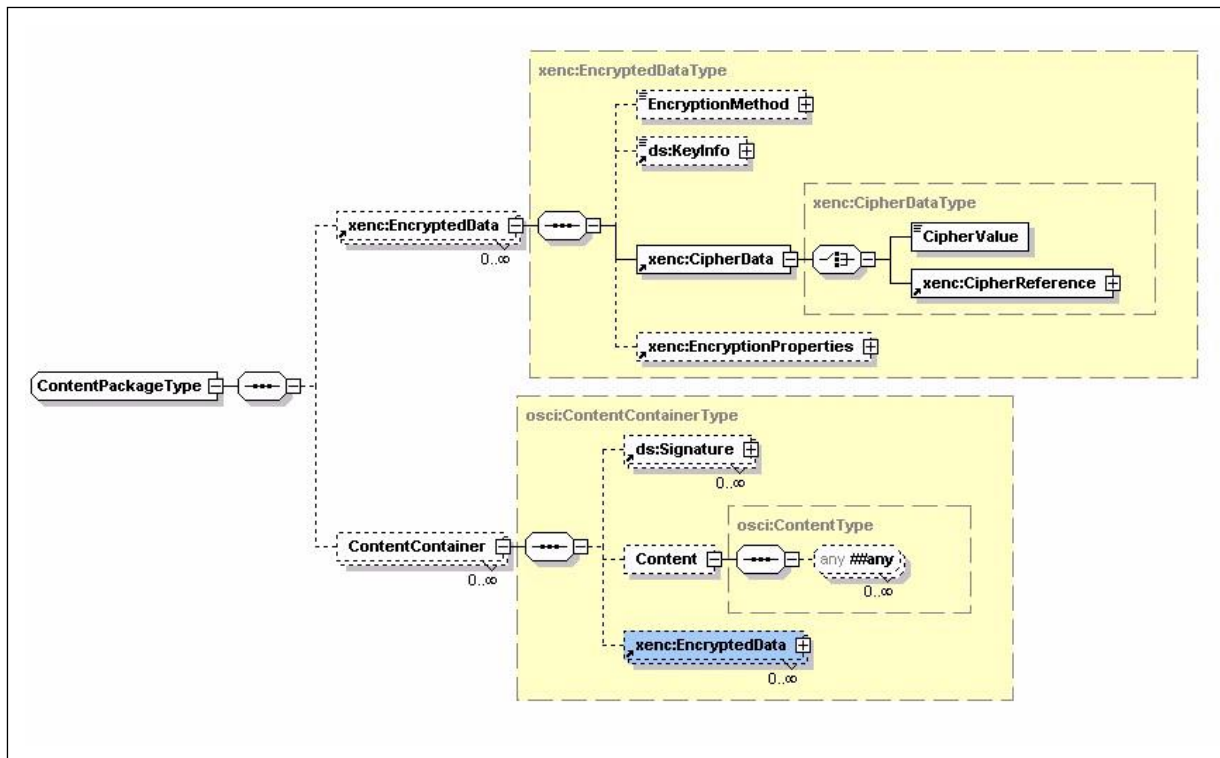 xenc:EncryptedDataType
EncryptionMethod
ds:KeyInfo
xenc:CipherDataType
xenc:EncryptedData
0..∞
CipherValue
xenc:CipherData
xenc:CipherReference
xenc:EncryptionProperties
ContentPackageType
osci:ContentContainerType
ds:Signature
0..∞
osci:ContentType
ContentContainer
0..∞
Content
any ##any
0..∞
xenc:EncryptedData
0..∞